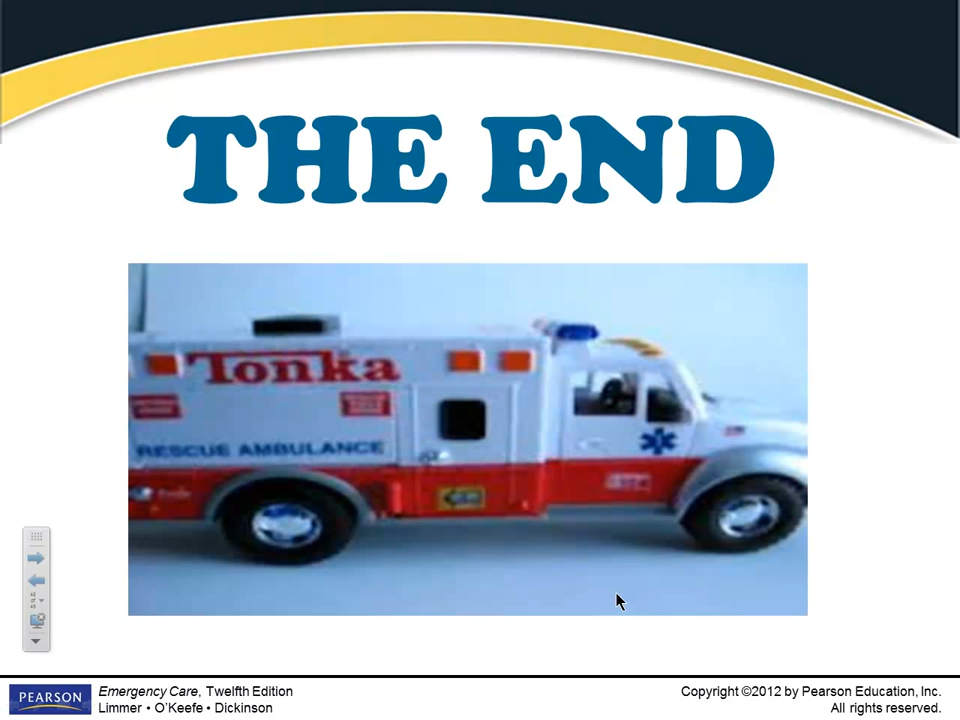 THE END
Tonka
RESCUE AMBULANCE
PEARSON
Emergency Care, Twelfth Edition
Limmer • O’Keefe • Dickinson
Copyright ©2012 by Pearson Education, Inc.
All rights reserved.